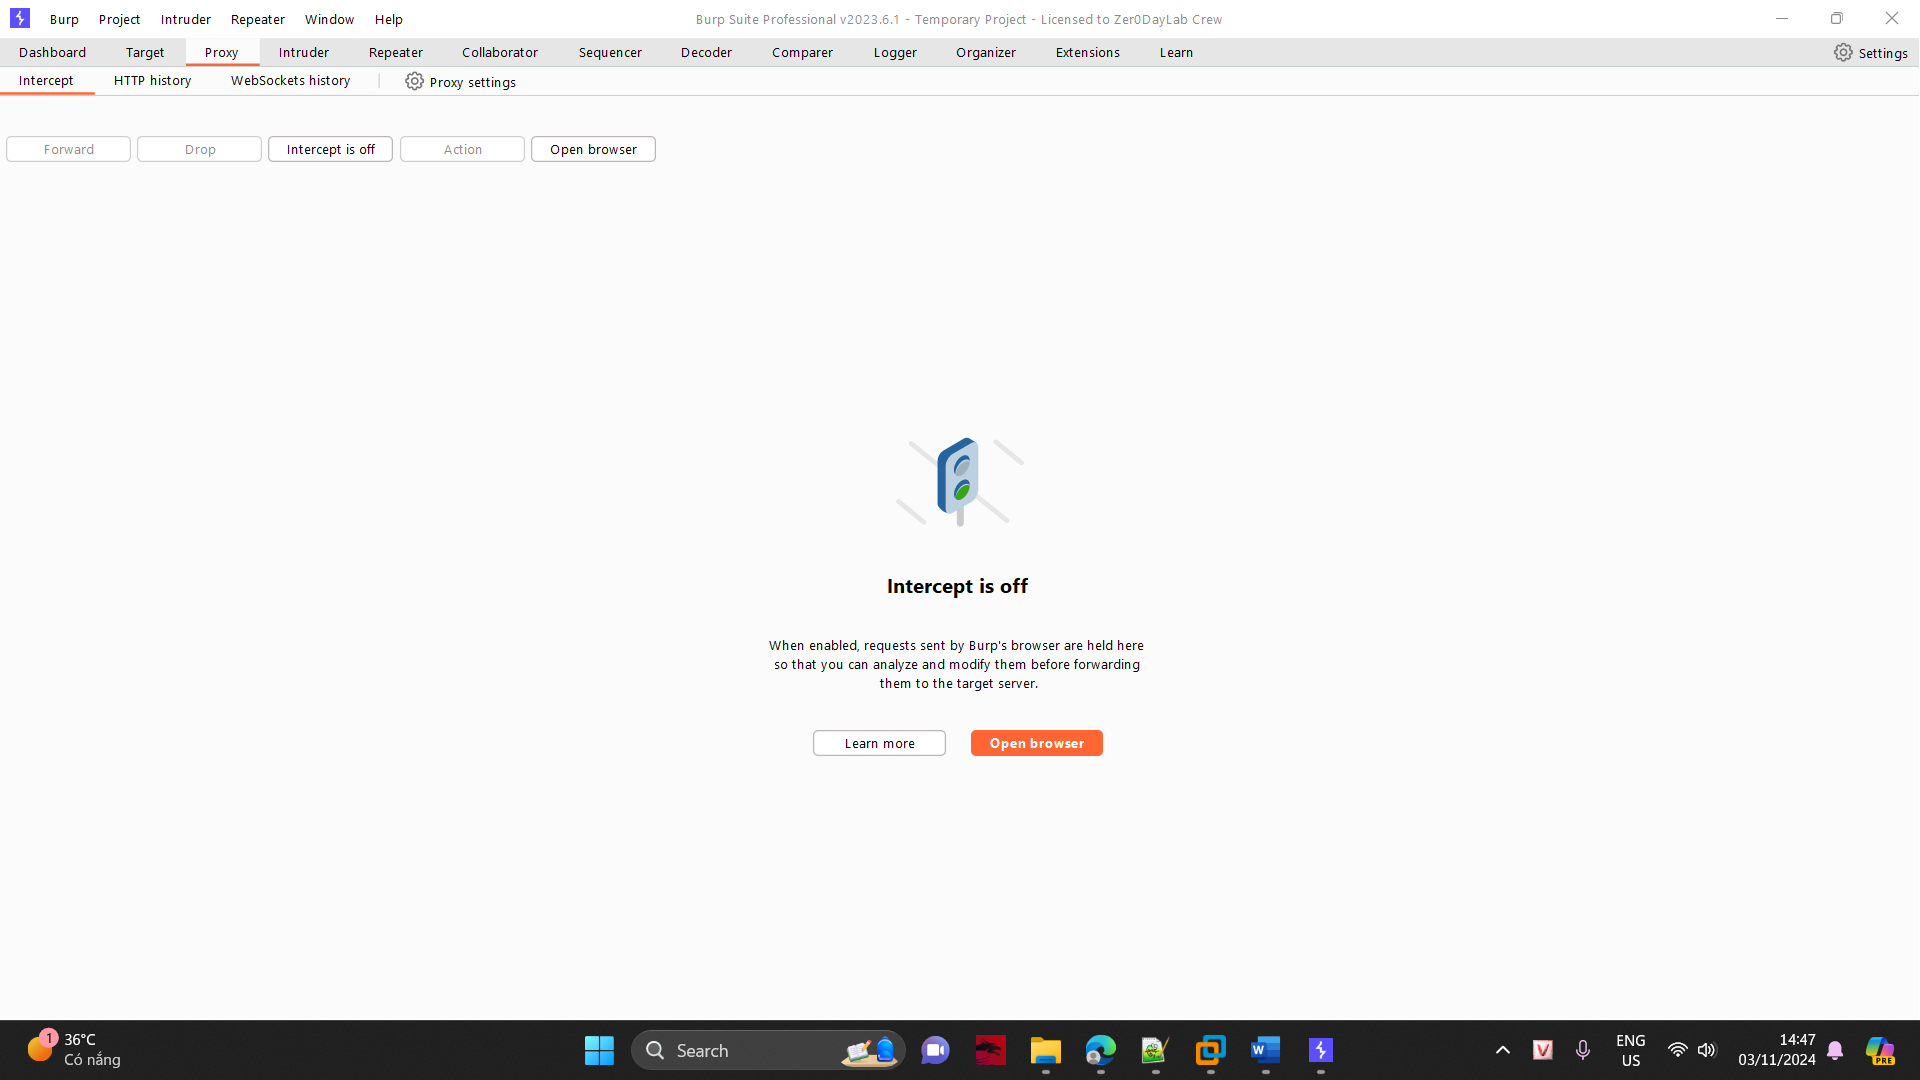 Burp Project Intruder Repeater Window Help Burp Suite Professional v2023.6.1 - Temporary Project - Licensed to Zer0DayLab Crew
Dashboard Target Proxy Intruder Repeater Collaborator Sequencer Decoder Comparer Logger Organizer Extensions Learn Settings
Intercept HTTP history WebSockets history Proxy settings
Forward Drop Intercept is off Action Open browser
Intercept is off
When enabled, requests sent by Burp's browser are held here
so that you can analyze and modify them before forwarding
them to the target server.
Learn more Open browser
1 36°C
Có nắng
Search
W
V
ENG
US
14:47
03/11/2024
PRE